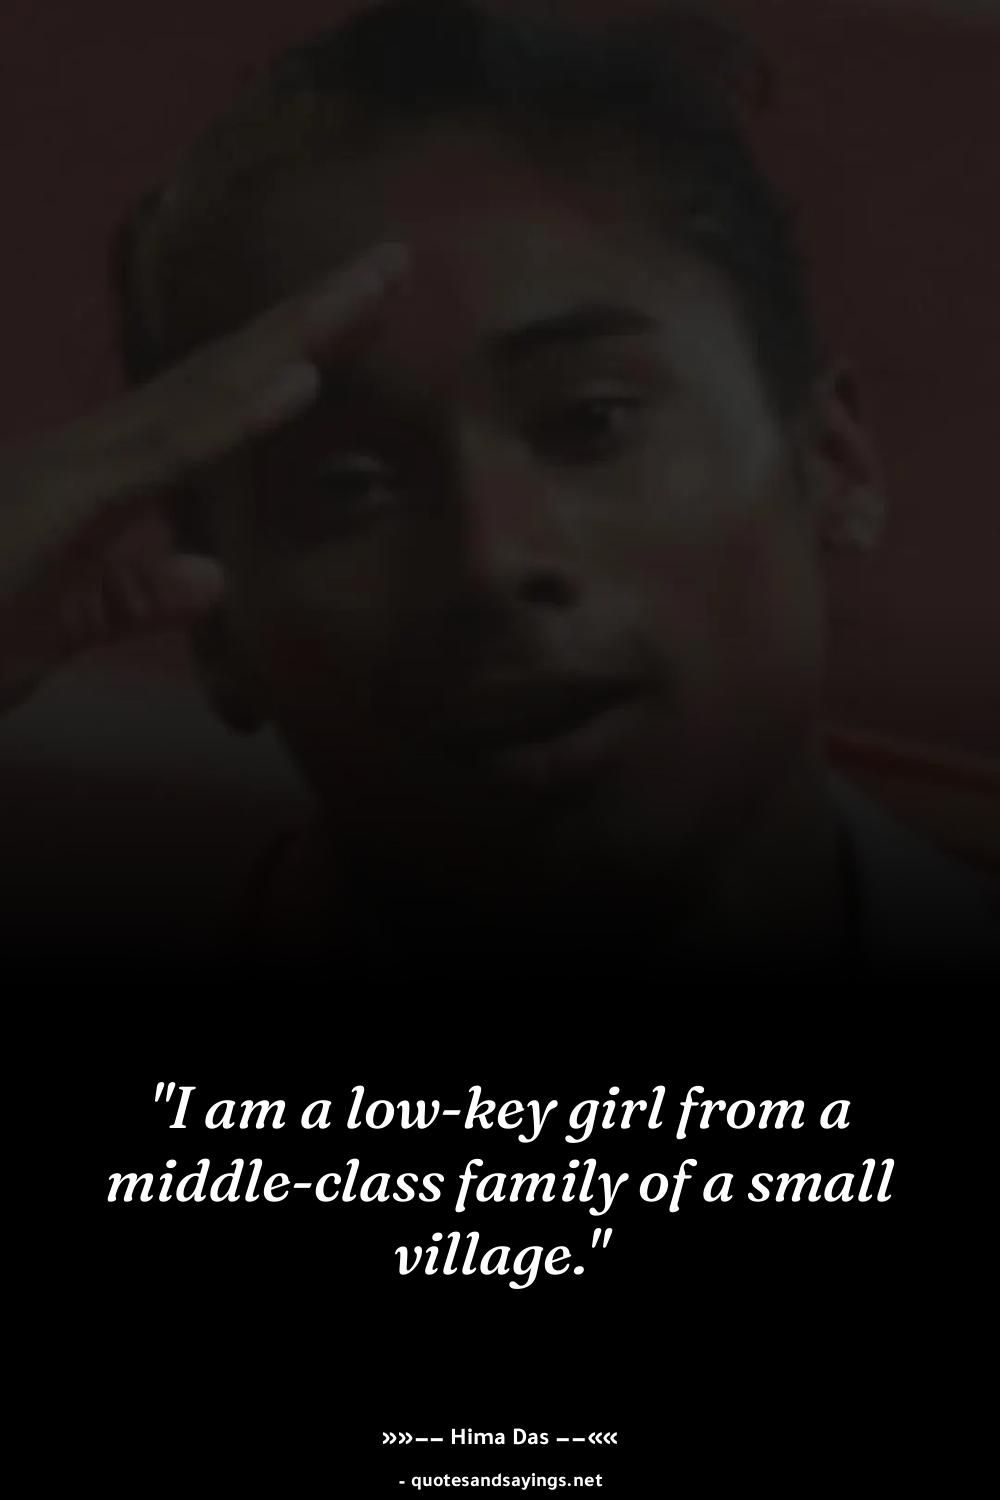 "I am a low-key girl from a
middle-class family of a small
village."
»»–– Hima Das ––««
- quotesandsayings.net